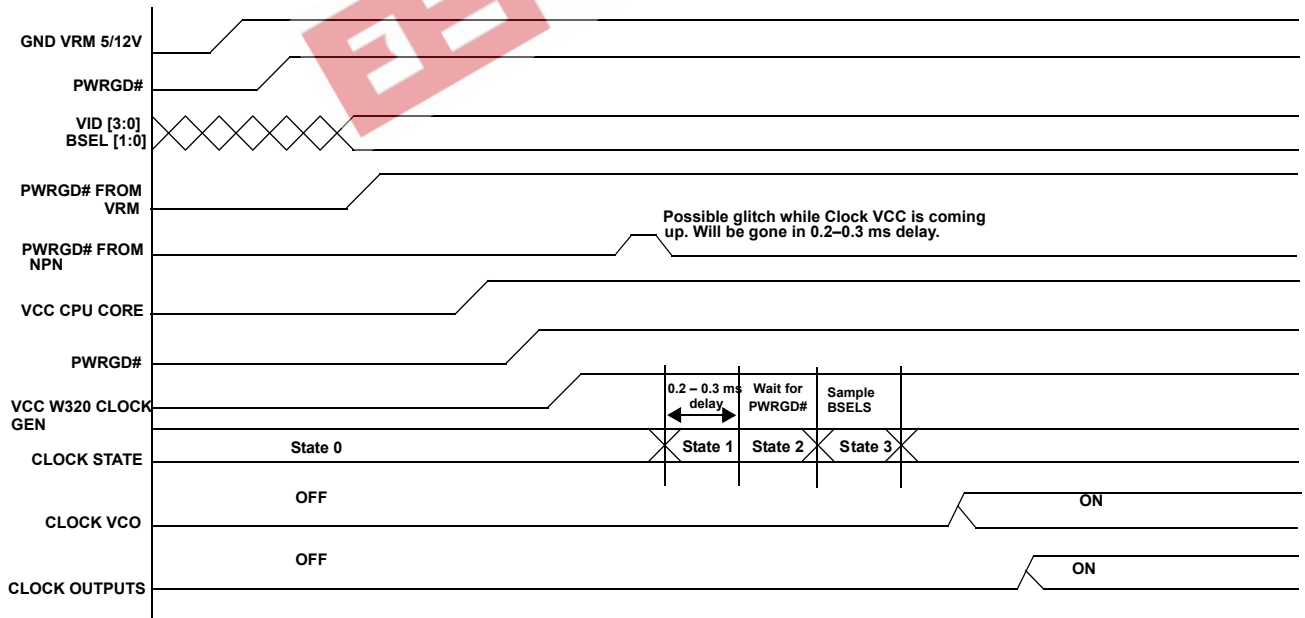 GND VRM 5/12V
PWRGD#
VID [3:0]
BSEL [1:0]
PWRGD# FROM
VRM
Possible glitch while Clock VCC is coming
up. Will be gone in 0.2–0.3 ms delay.
PWRGD# FROM
NPN
VCC CPU CORE
PWRGD#
VCC W320 CLOCK
GEN
0.2 – 0.3 ms
delay
Wait for
PWRGD#
Sample
BSELS
CLOCK STATE
State 0
State 1
State 2
State 3
OFF
CLOCK VCO
ON
OFF
CLOCK OUTPUTS
ON